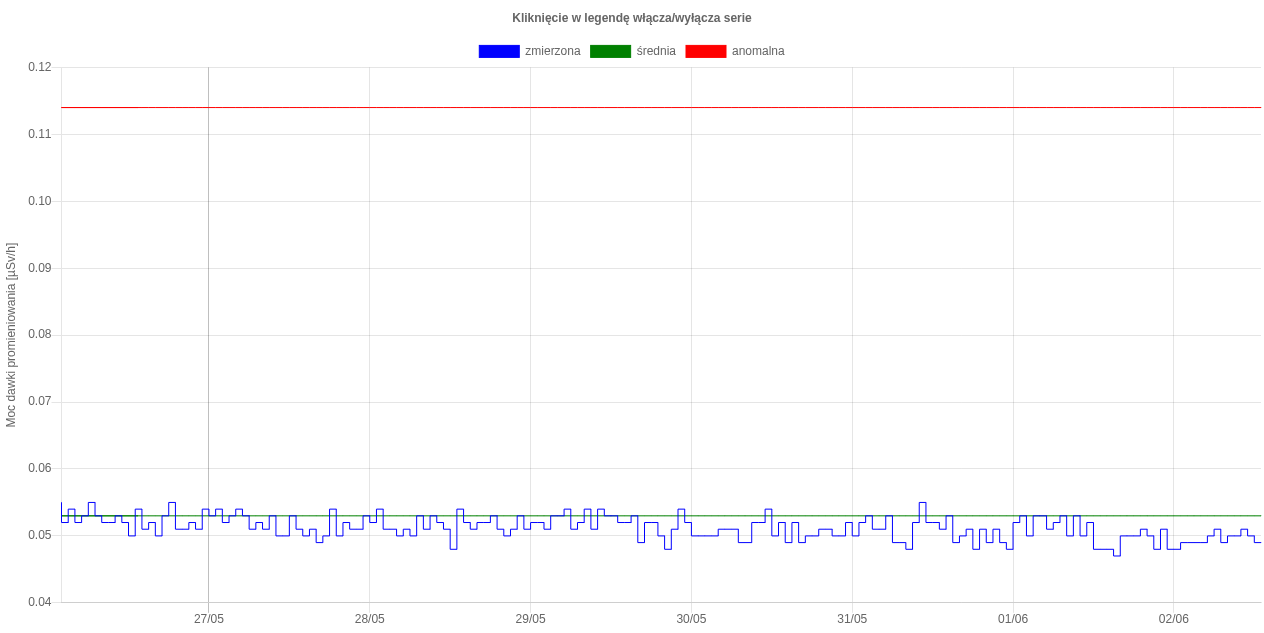 Kliknięcie w legendę włącza/wyłącza serie
zmierzona średnia anomalna
Moc dawki promieniowania [µSv/h]
0.12
0.11
0.10
0.09
0.08
0.07
0.06
0.05
0.04
27/05 28/05 29/05 30/05 31/05 01/06 02/06